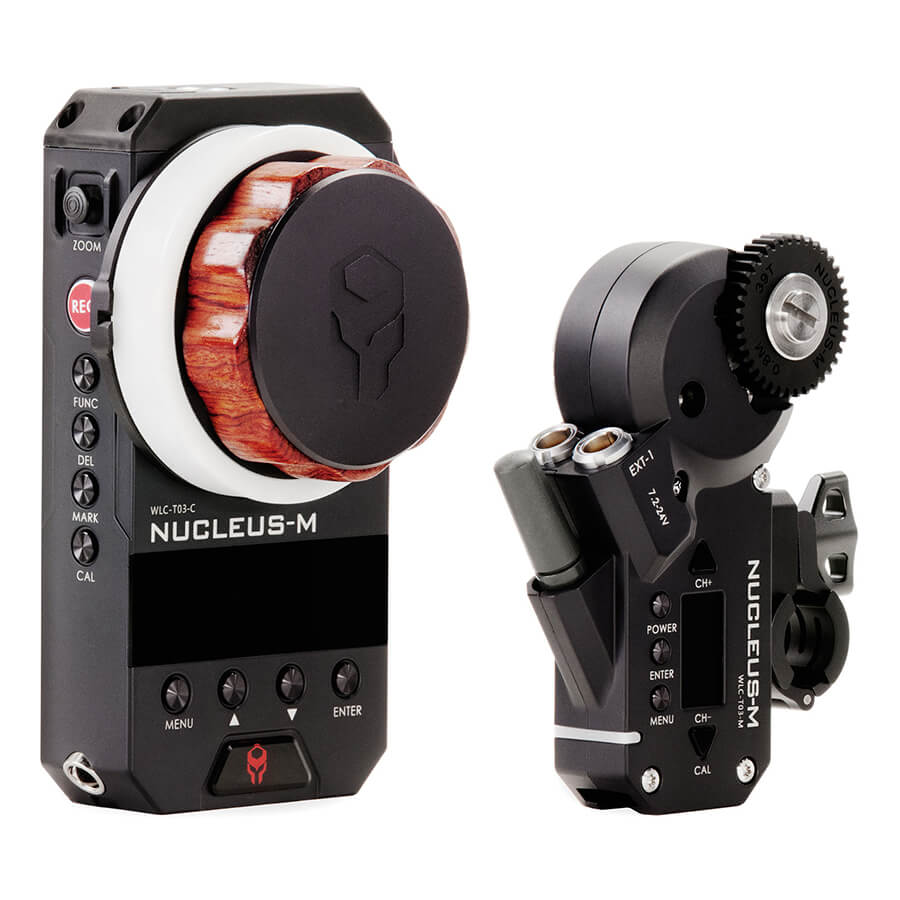 ZOOM
REC
FUNC
DEL
MARK
CAL
WLC-T03-C
NUCLEUS-M
MENU
▲
▼
ENTER
39T
NUCLEUS-M
0.8M
EXT-1
7.2-24V
CH+
POWER
ENTER
MENU
CH-
CAL
NUCLEUS-M
WLC-T03-M